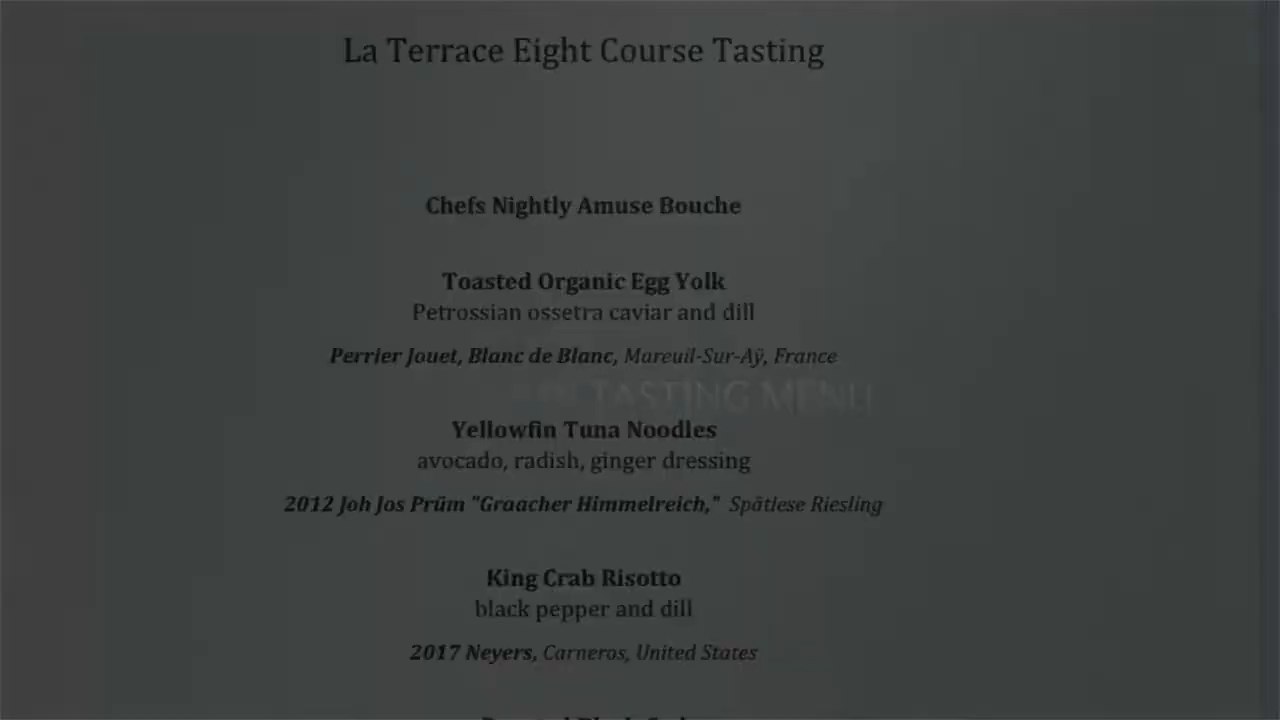 La Terrace Eight Course Tasting
Chefs Nightly Amuse Bouche
Toasted Organic Egg Yolk
Petrossian ossetra caviar and dill
Perrier Jouet, Blanc de Blanc, Mareuil-Sur-Aÿ, France
TASTING MENU
Yellowfin Tuna Noodles
avocado, radish, ginger dressing
2012 Joh Jos Prüm "Graacher Himmelreich," Spätlese Riesling
King Crab Risotto
black pepper and dill
2017 Neyers, Carneros, United States